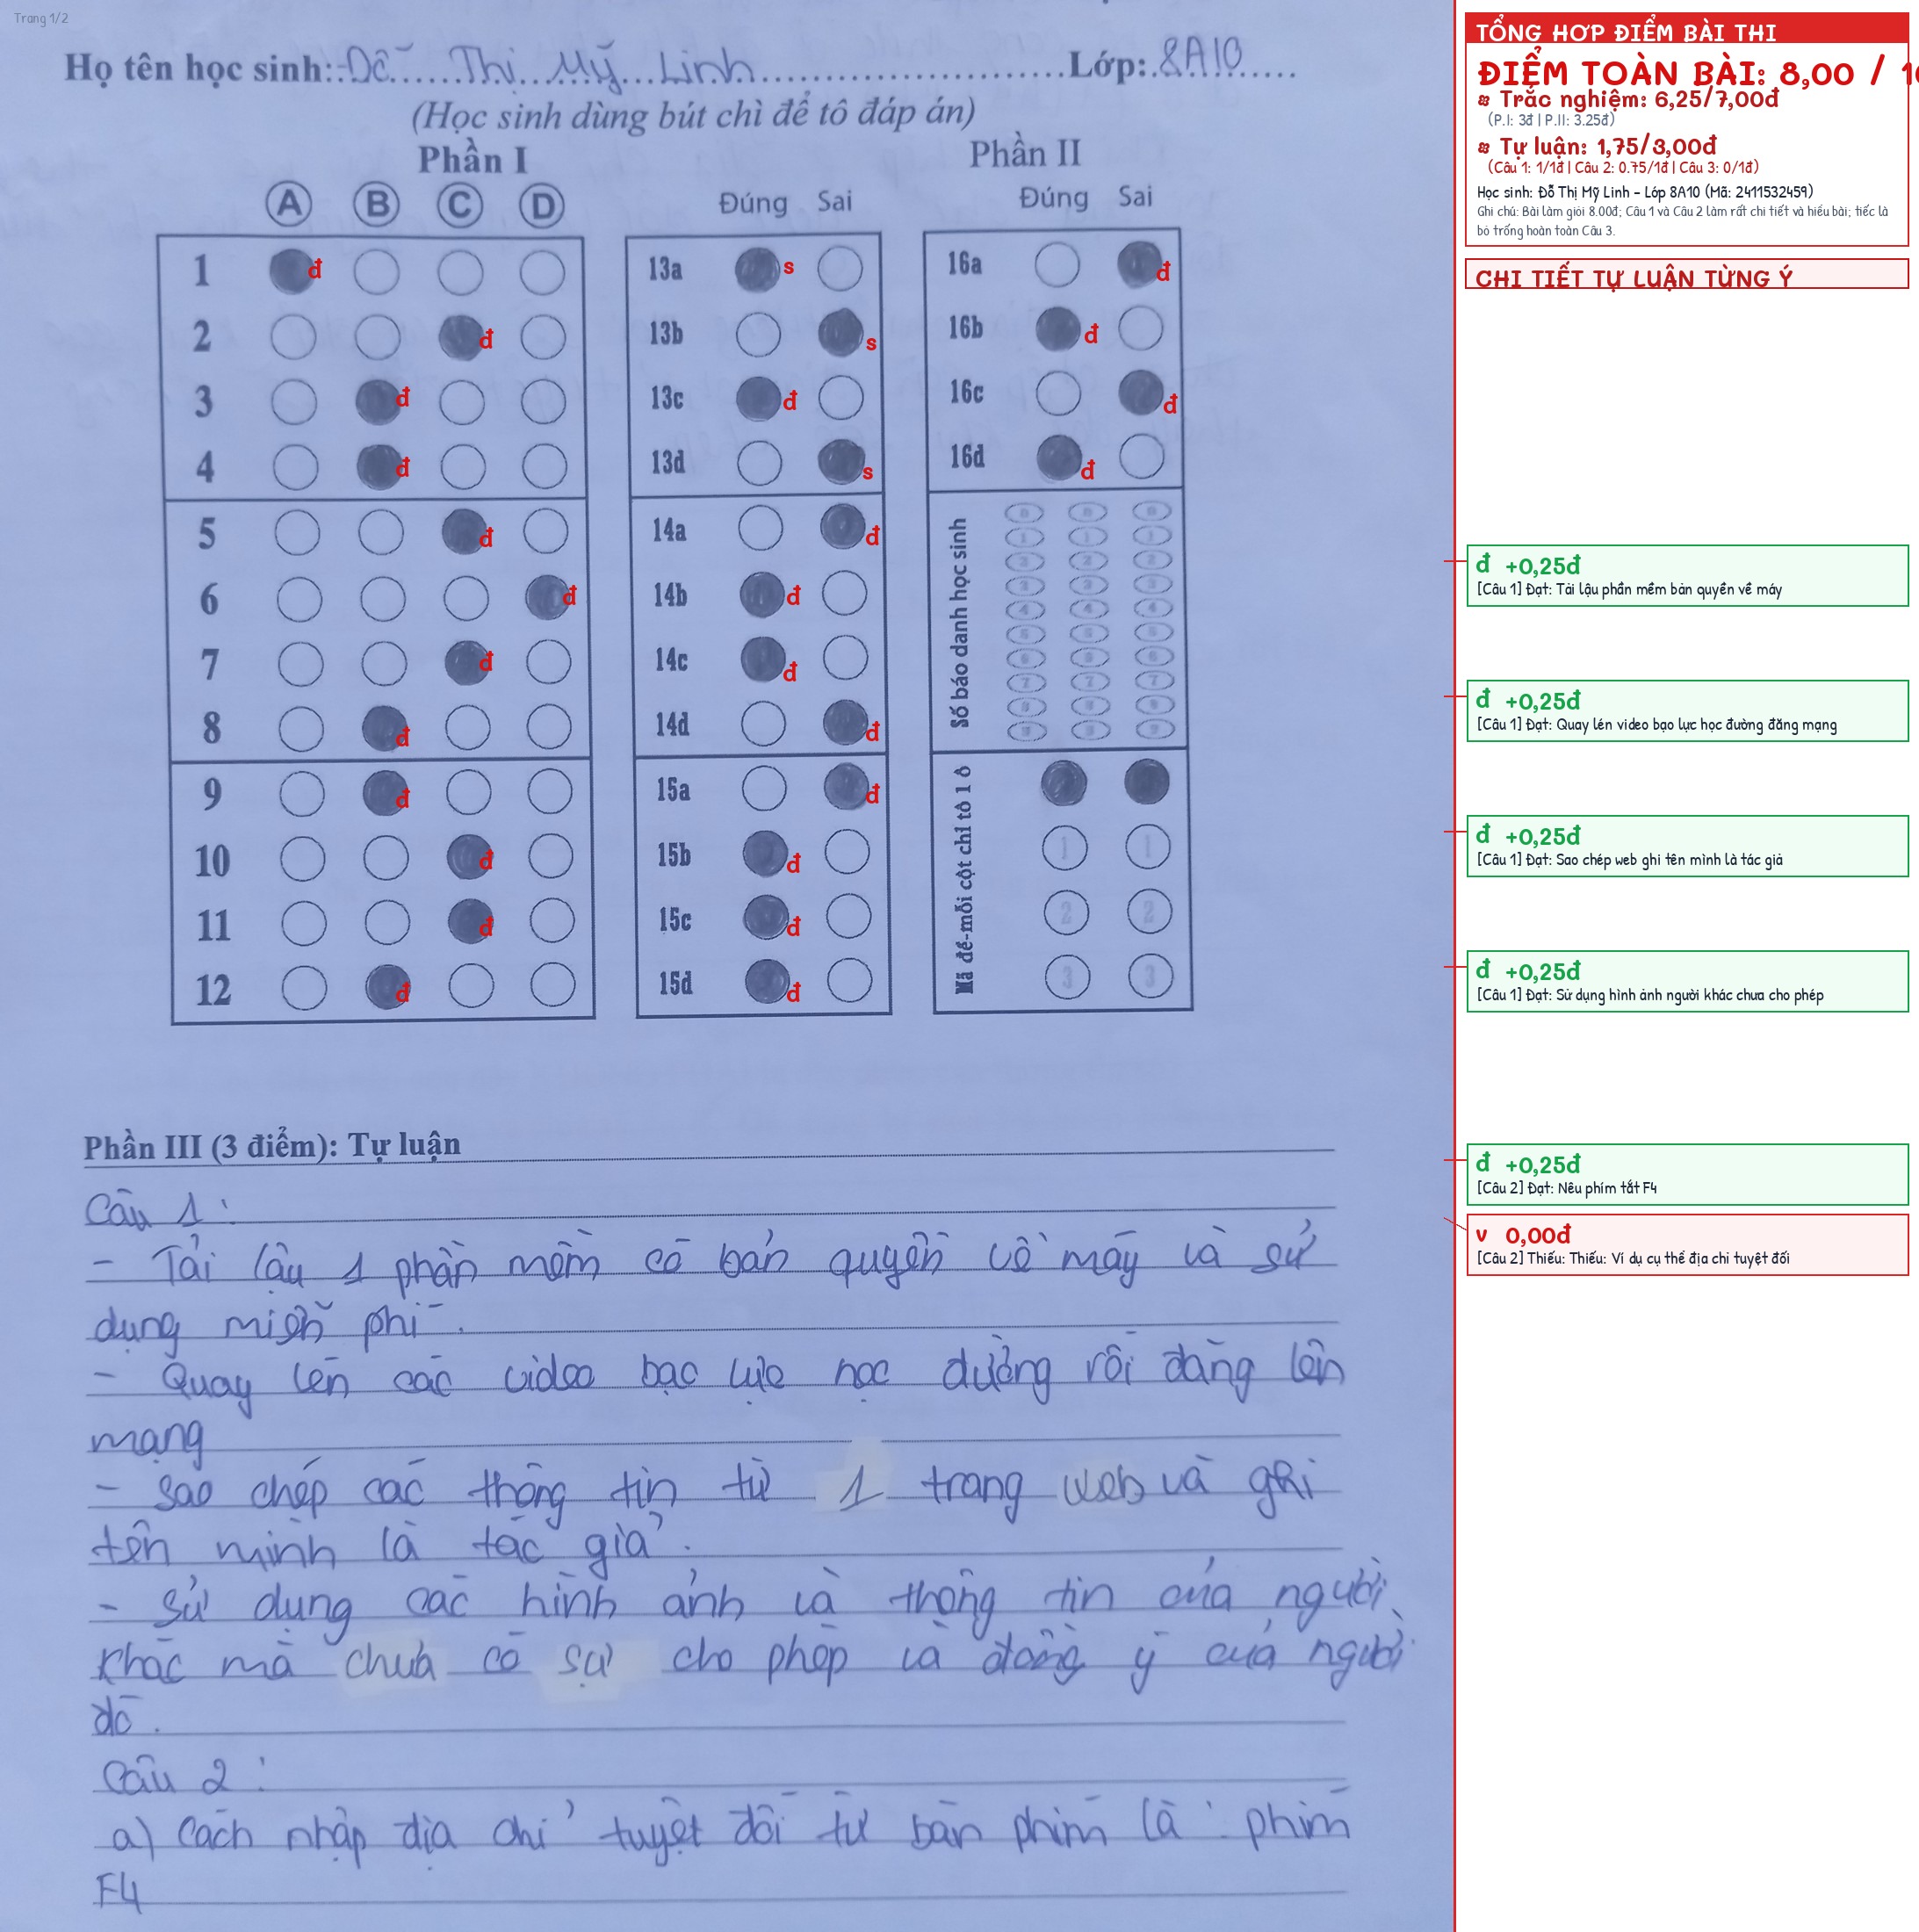 Trang 1/2
Họ tên học sinh: Đỗ Thị Mỹ Linh Lớp: 8A10
(Học sinh dùng bút chì để tô đáp án)
Phần I
A B C D
1 đ
2 đ
3 đ
4 đ
5 đ
6 đ
7 đ
8 đ
9 đ
10 đ
11 đ
12 đ
Phần II
Đúng Sai
13a s
13b s
13c đ
13d s
14a đ
14b đ
14c đ
14d đ
15a đ
15b đ
15c đ
15d đ
Đúng Sai
16a đ
16b đ
16c đ
16d đ
Số báo danh học sinh
Mã đề-mỗi cột chỉ tô 1 ô
1 1
2 2
3 3
Phần III (3 điểm): Tự luận
Câu 1:
- Tải lậu 1 phần mềm có bản quyền về máy và sử
dụng miễn phí.
- Quay lén các video bạo lực học đường rồi đăng lên
mạng
- Sao chép các thông tin từ 1 trang web và ghi
tên mình là tác giả.
- Sử dụng các hình ảnh và thông tin của người
khác mà chưa có sự cho phép và đồng ý của người
đó.
Câu 2:
a) Cách nhập địa chỉ tuyệt đối từ bàn phím là: phím
F4
TỔNG HỢP ĐIỂM BÀI THI
ĐIỂM TOÀN BÀI: 8,00 / 1
Trắc nghiệm: 6,25/7,00đ
(P.I: 3đ | P.II: 3.25đ)
Tự luận: 1,75/3,00đ
(Câu 1: 1/1đ | Câu 2: 0.75/1đ | Câu 3: 0/1đ)
Học sinh: Đỗ Thị Mỹ Linh - Lớp 8A10 (Mã: 2411532459)
Ghi chú: Bài làm giỏi 8.00đ; Câu 1 và Câu 2 làm rất chi tiết và hiểu bài; tiếc là
bỏ trống hoàn toàn Câu 3.
CHI TIẾT TỰ LUẬN TỪNG Ý
đ +0,25đ
[Câu 1] Đạt: Tải lậu phần mềm bản quyền về máy
đ +0,25đ
[Câu 1] Đạt: Quay lén video bạo lực học đường đăng mạng
đ +0,25đ
[Câu 1] Đạt: Sao chép web ghi tên mình là tác giả
đ +0,25đ
[Câu 1] Đạt: Sử dụng hình ảnh người khác chưa cho phép
đ +0,25đ
[Câu 2] Đạt: Nêu phím tắt F4
v 0,00đ
[Câu 2] Thiếu: Thiếu: Ví dụ cụ thể địa chỉ tuyệt đối